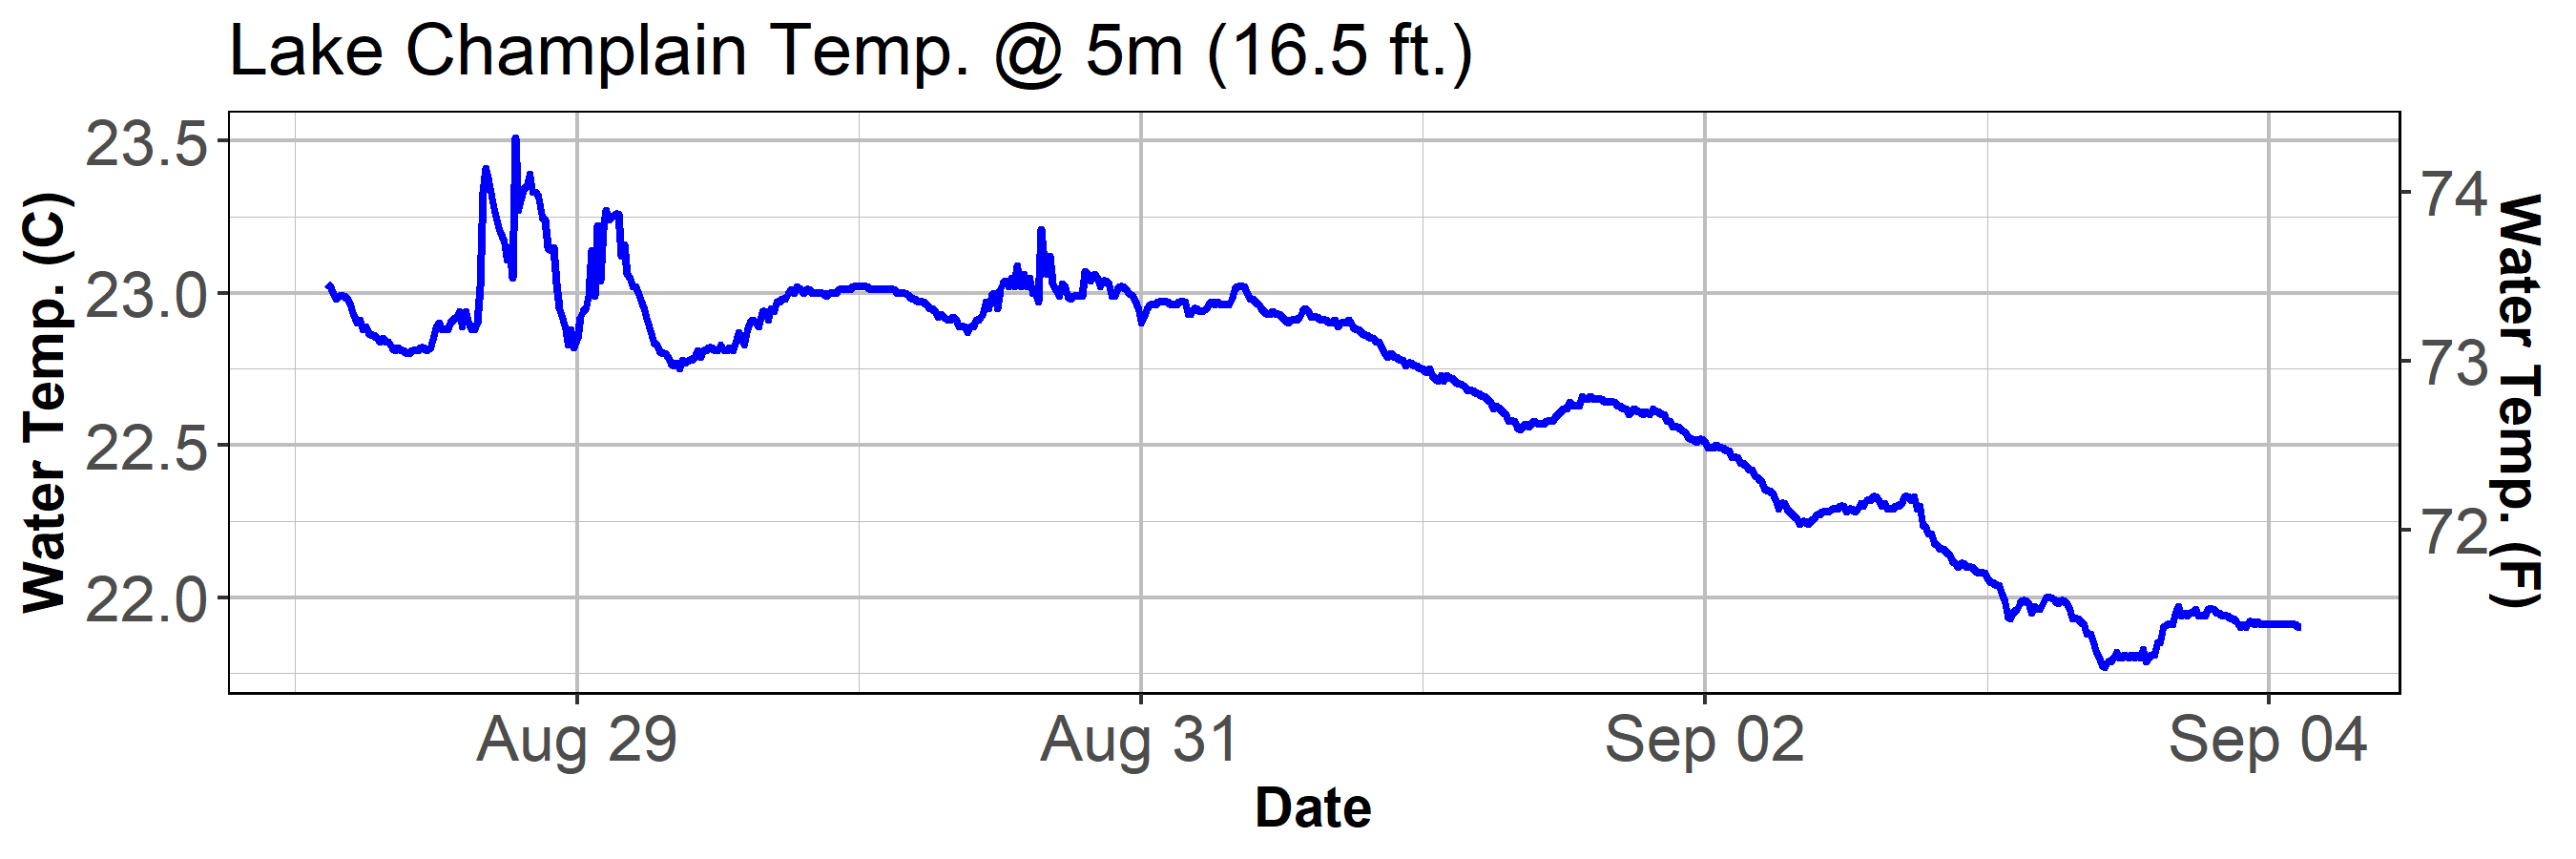 Lake Champlain Temp. @ 5m (16.5 ft.)
Water Temp. (C)
23.5
23.0
22.5
22.0
74
73
72
Water Temp. (F)
Aug 29
Aug 31
Sep 02
Sep 04
Date